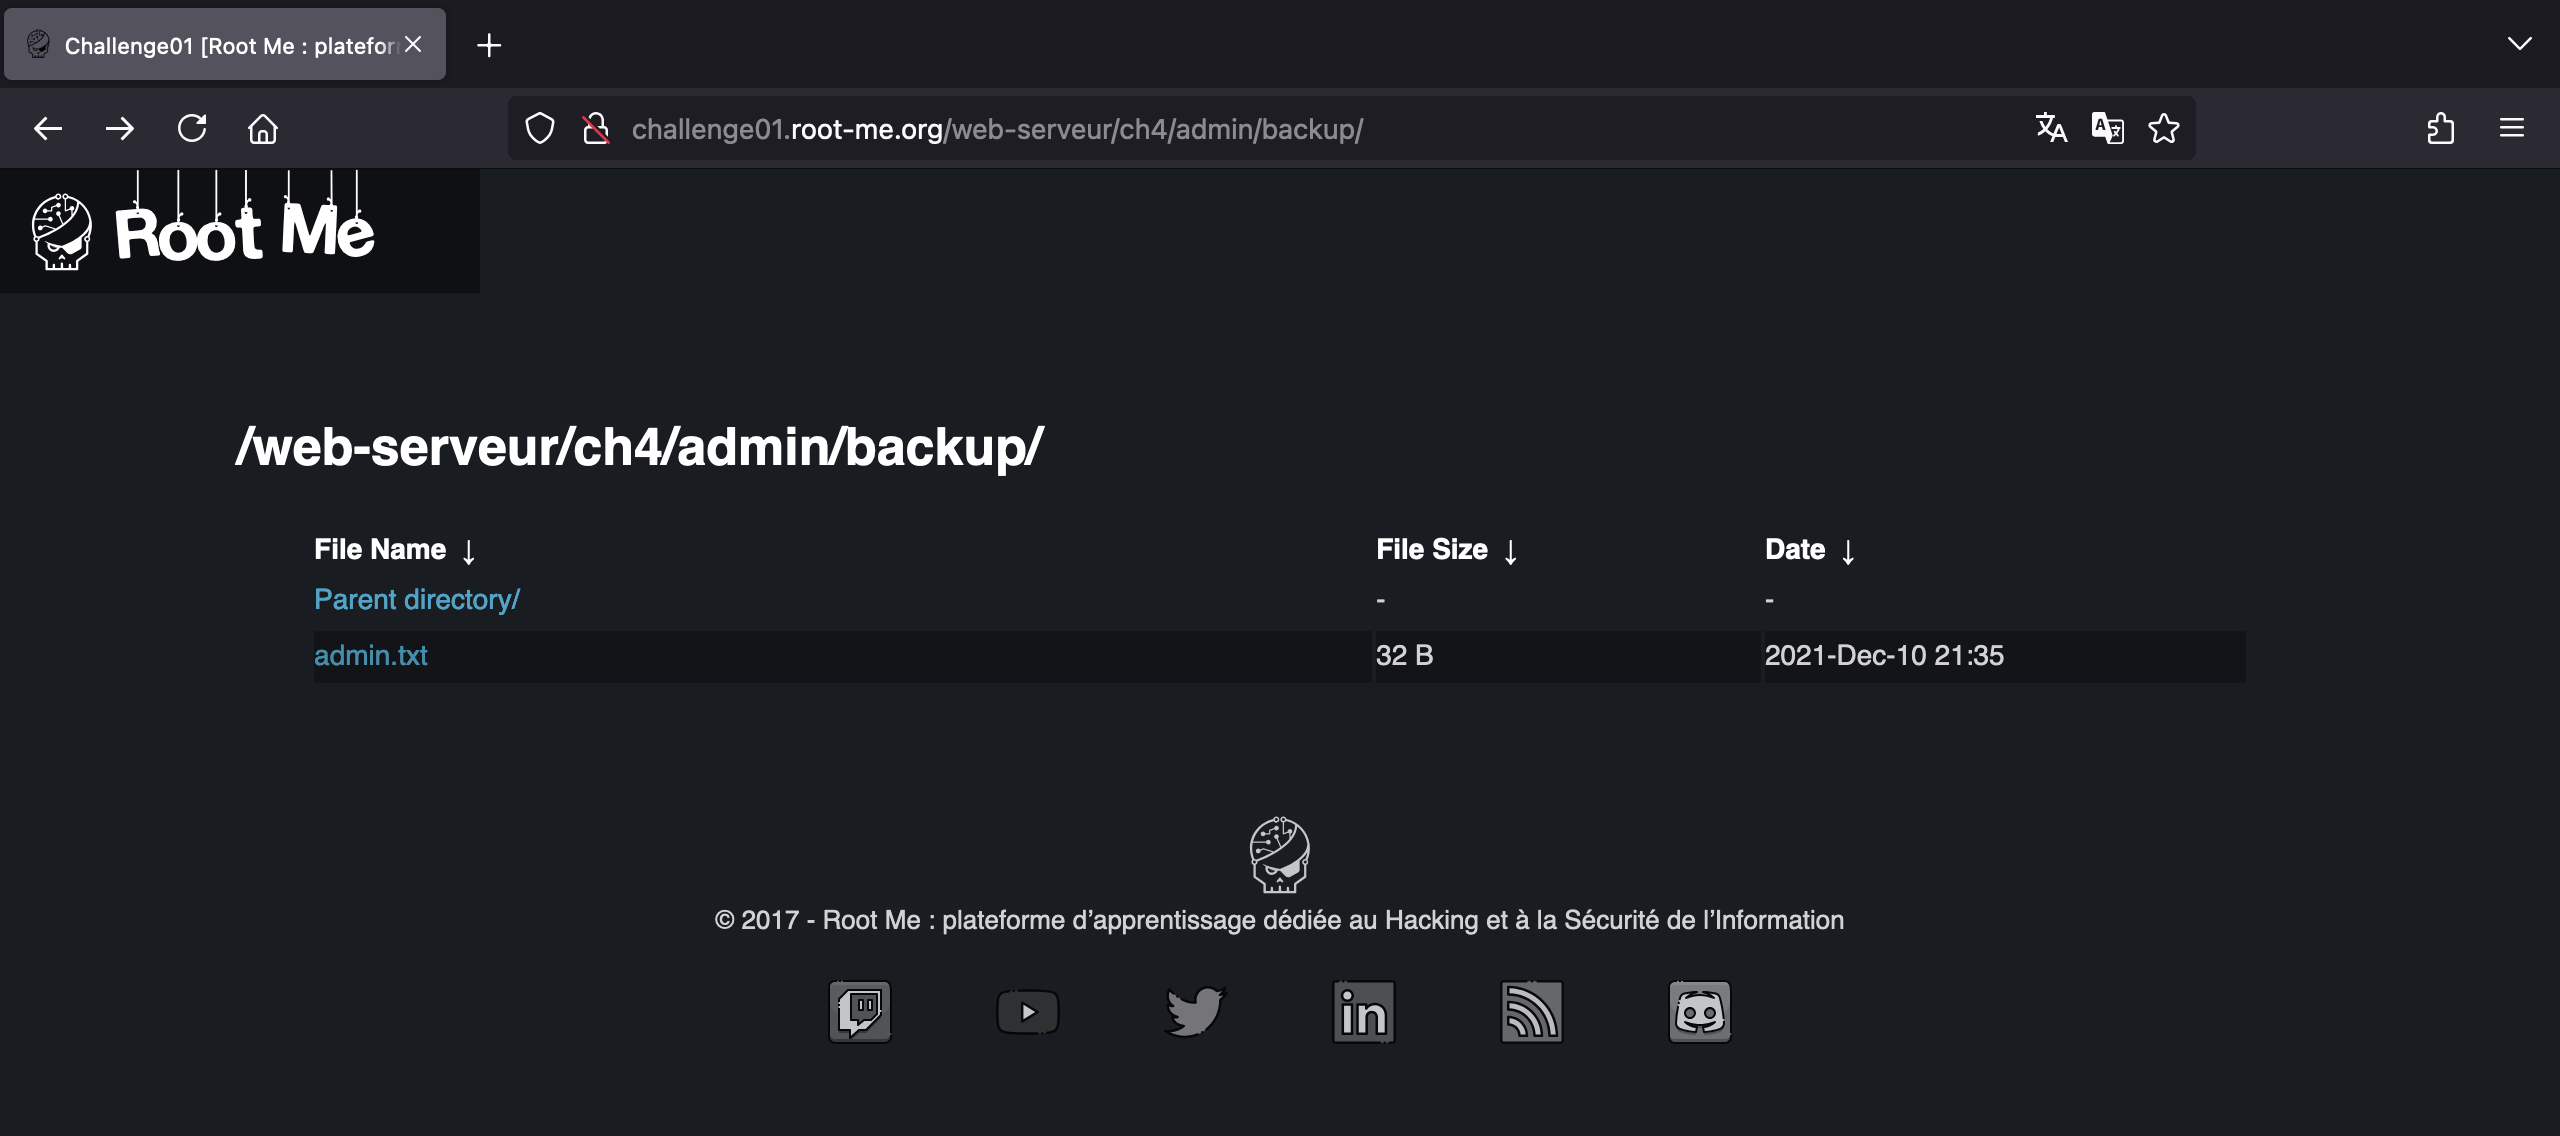 Challenge01 [Root Me : platefor
challenge01.root-me.org/web-serveur/ch4/admin/backup/
Root Me
/web-serveur/ch4/admin/backup/
File Name ↓ File Size ↓ Date ↓
Parent directory/ - -
admin.txt 32 B 2021-Dec-10 21:35
© 2017 - Root Me : plateforme d’apprentissage dédiée au Hacking et à la Sécurité de l’Information
in